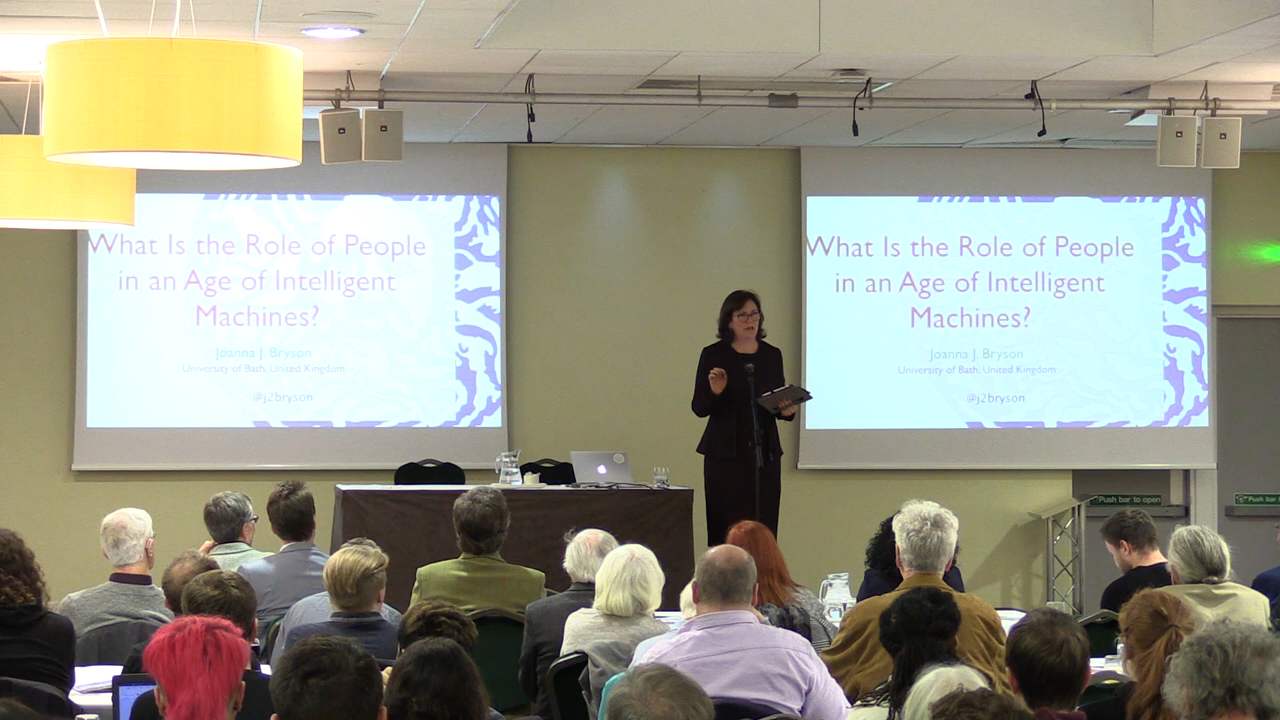 What Is the Role of People
in an Age of Intelligent
Machines?
Joanna J. Bryson
University of Bath, United Kingdom
@j2bryson
What Is the Role of People
in an Age of Intelligent
Machines?
Joanna J. Bryson
University of Bath, United Kingdom
@j2bryson
Push bar to open
Push bar